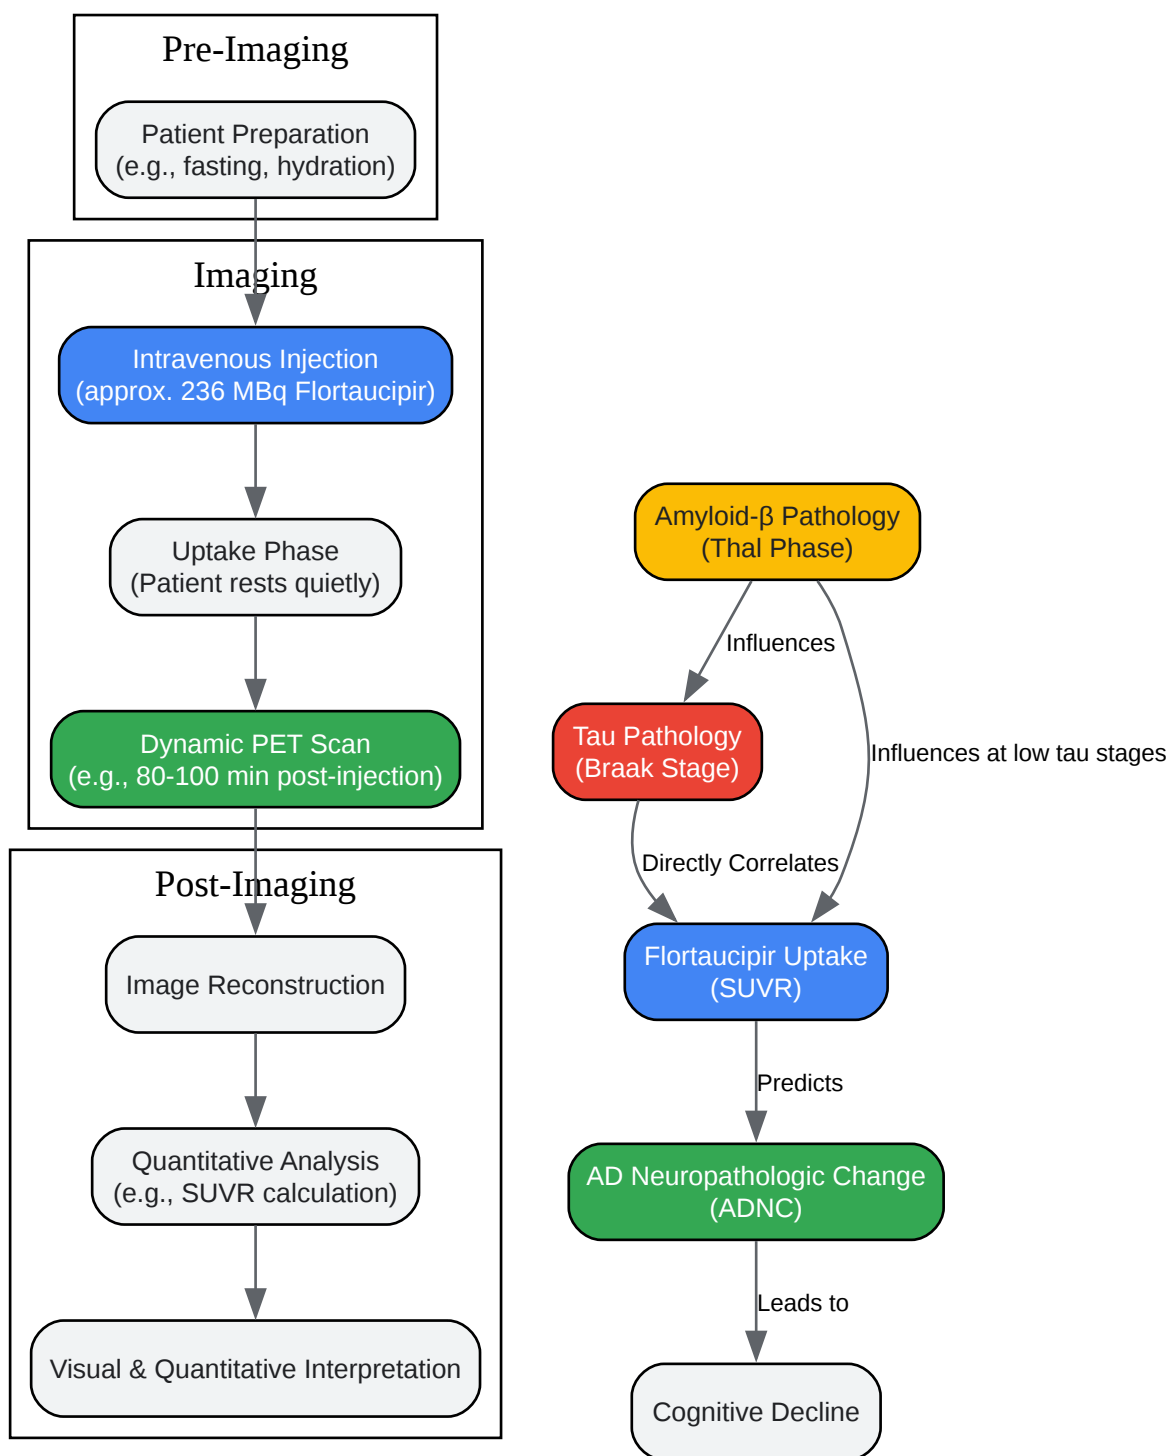 Pre-Imaging
Patient Preparation
(e.g., fasting, hydration)
Imaging
Intravenous Injection
(approx. 236 MBq Flortaucipir)
Uptake Phase
(Patient rests quietly)
Dynamic PET Scan
(e.g., 80-100 min post-injection)
Post-Imaging
Image Reconstruction
Quantitative Analysis
(e.g., SUVR calculation)
Visual & Quantitative Interpretation
Amyloid-β Pathology
(Thal Phase)
Influences
Tau Pathology
(Braak Stage)
Influences at low tau stages
Directly Correlates
Flortaucipir Uptake
(SUVR)
Predicts
AD Neuropathologic Change
(ADNC)
Leads to
Cognitive Decline